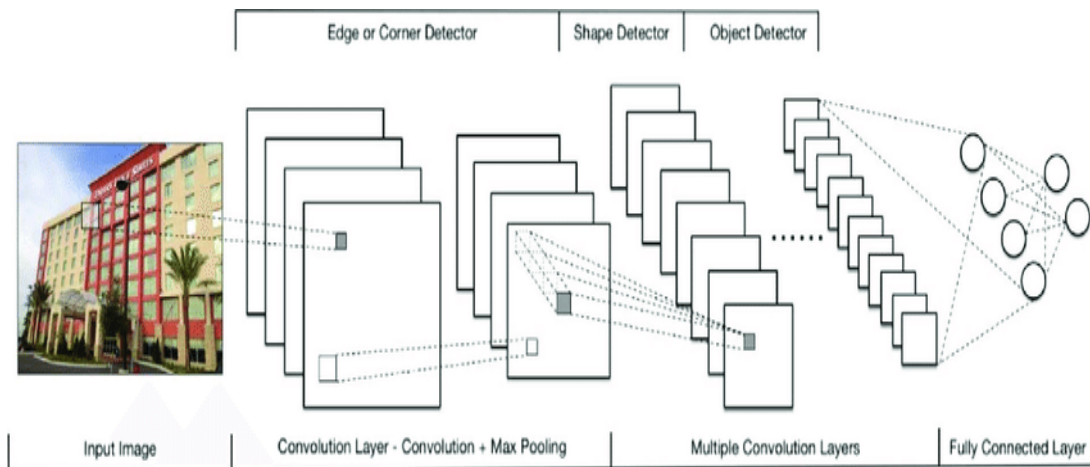 Edge or Corner Detector
Shape Detector
Object Detector
Input Image
Convolution Layer - Convolution + Max Pooling
Multiple Convolution Layers
Fully Connected Layer